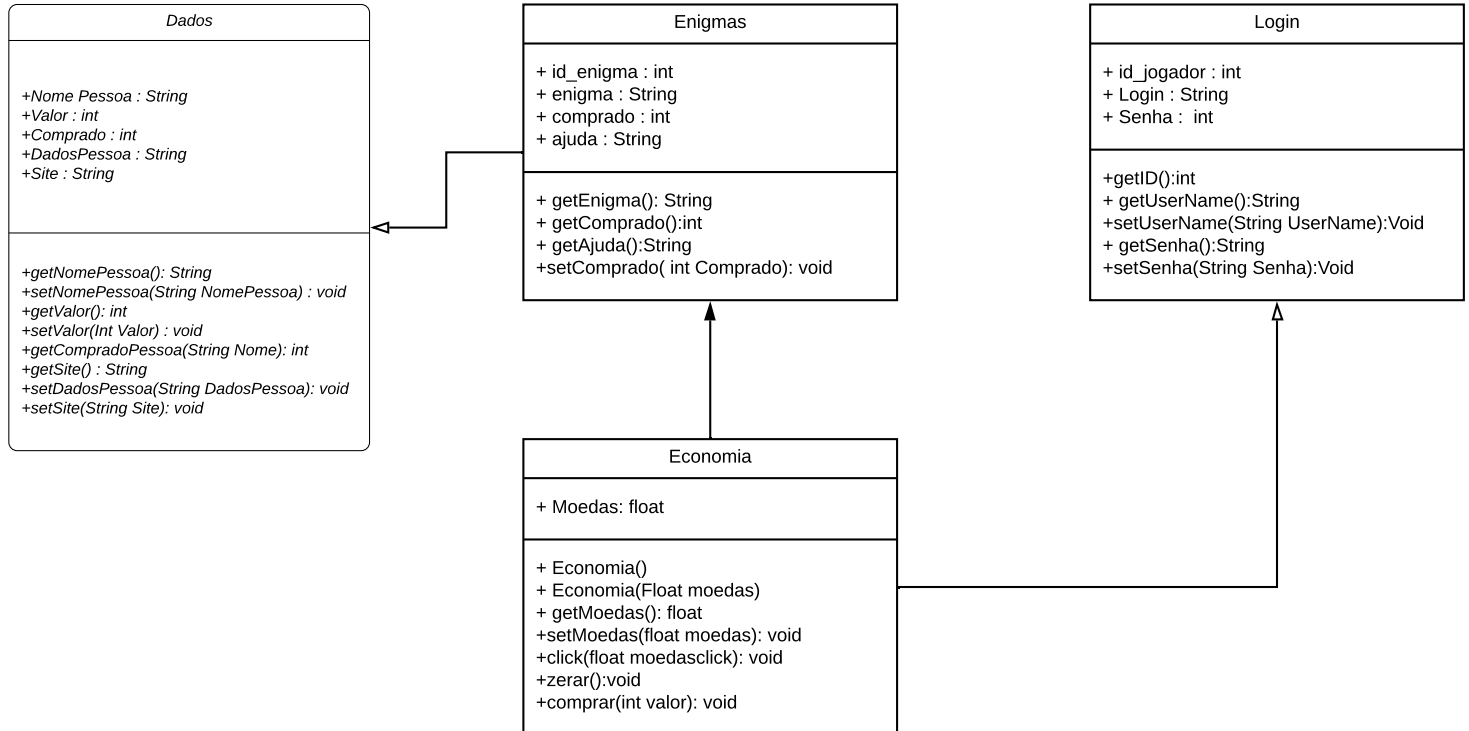 Dados
+Nome Pessoa : String
+Valor : int
+Comprado : int
+DadosPessoa : String
+Site : String
+getNomePessoa(): String
+setNomePessoa(String NomePessoa) : void
+getValor(): int
+setValor(Int Valor) : void
+getCompradoPessoa(String Nome): int
+getSite() : String
+setDadosPessoa(String DadosPessoa): void
+setSite(String Site): void
Enigmas
+ id_enigma : int
+ enigma : String
+ comprado : int
+ ajuda : String
+ getEnigma(): String
+ getComprado():int
+ getAjuda():String
+setComprado( int Comprado): void
Login
+ id_jogador : int
+ Login : String
+ Senha :  int
+getID():int
+ getUserName():String
+setUserName(String UserName):Void
+ getSenha():String
+setSenha(String Senha):Void
Economia
+ Moedas: float
+ Economia()
+ Economia(Float moedas)
+ getMoedas(): float
+setMoedas(float moedas): void
+click(float moedasclick): void
+zerar():void
+comprar(int valor): void